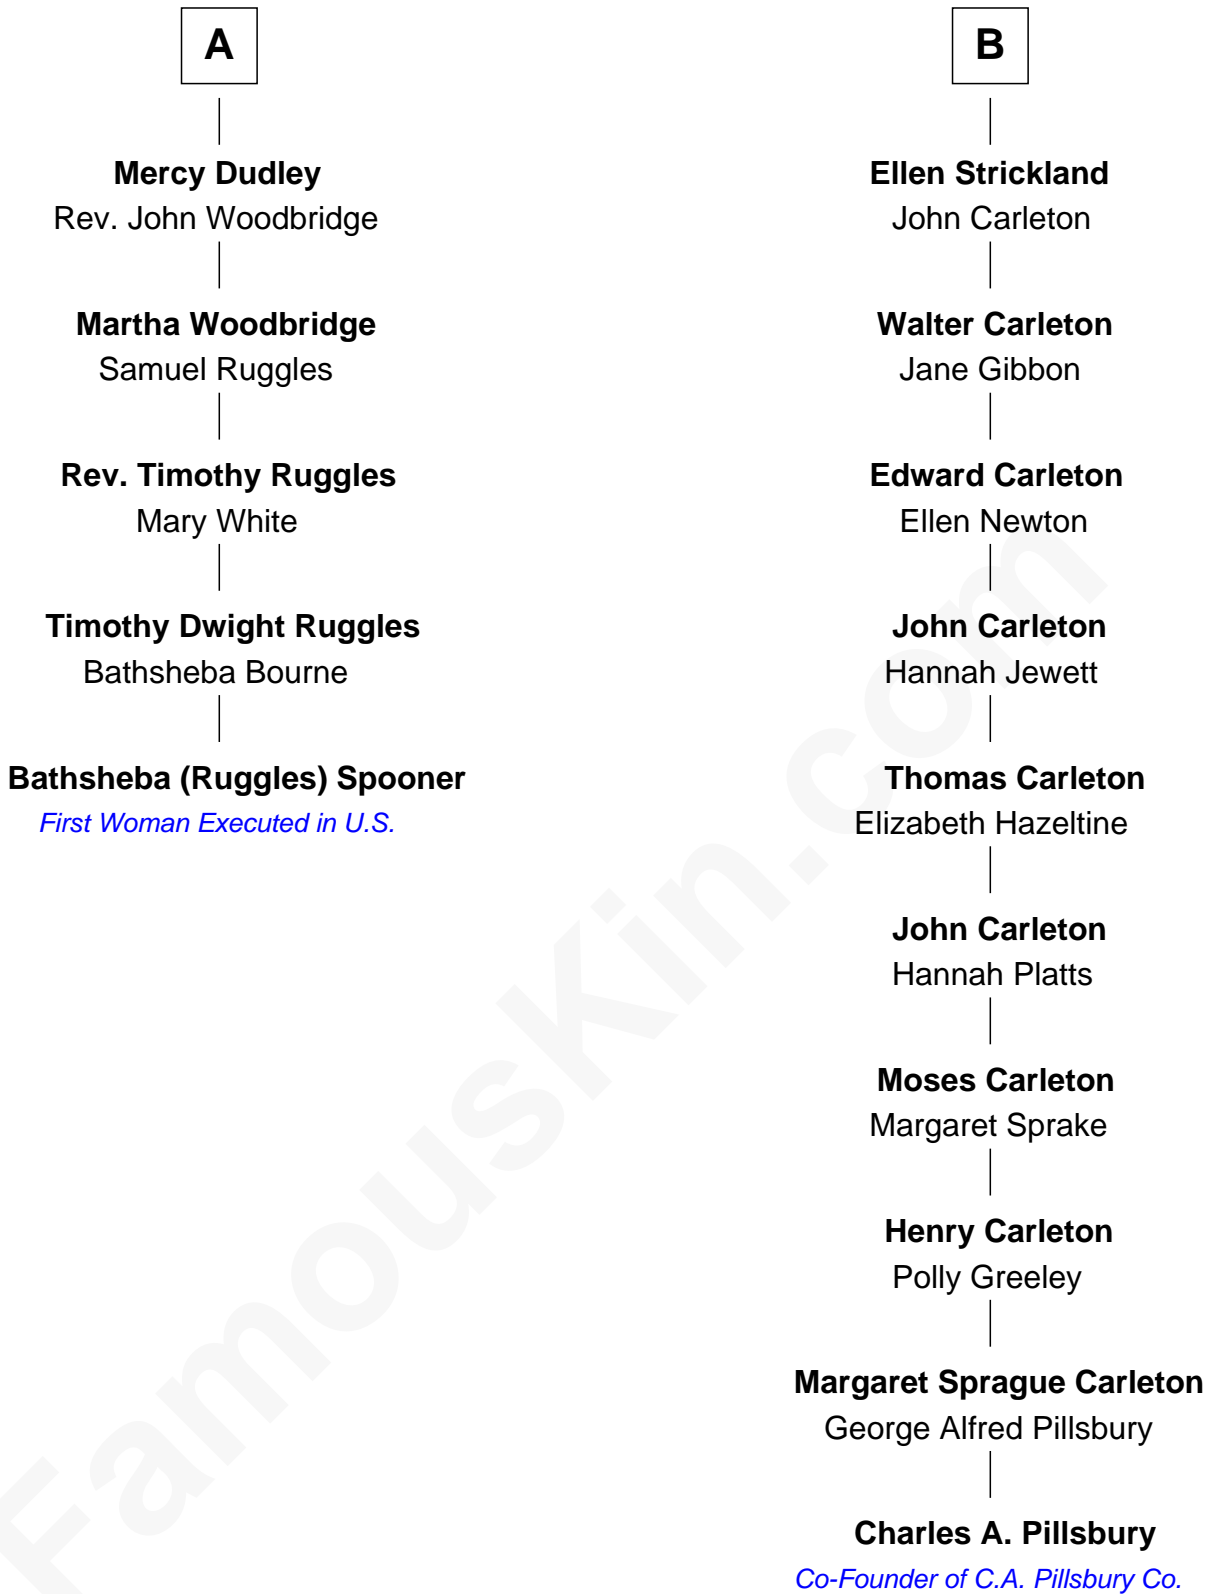 A
Mercy Dudley
Rev. John Woodbridge
Martha Woodbridge
Samuel Ruggles
Rev. Timothy Ruggles
Mary White
Timothy Dwight Ruggles
Bathsheba Bourne
Bathsheba (Ruggles) Spooner
First Woman Executed in U.S.
B
Ellen Strickland
John Carleton
Walter Carleton
Jane Gibbon
Edward Carleton
Ellen Newton
John Carleton
Hannah Jewett
Thomas Carleton
Elizabeth Hazeltine
John Carleton
Hannah Platts
Moses Carleton
Margaret Sprake
Henry Carleton
Polly Greeley
Margaret Sprague Carleton
George Alfred Pillsbury
Charles A. Pillsbury
Co-Founder of C.A. Pillsbury Co.
FamousKin.com